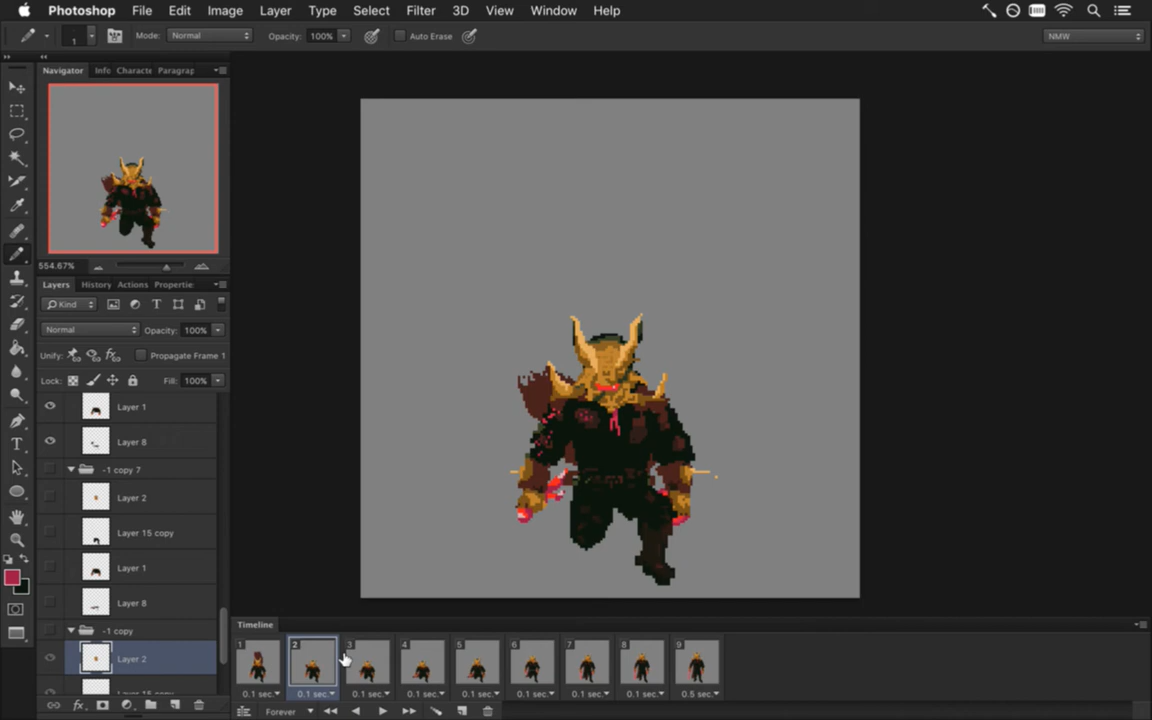 Photoshop File Edit Image Layer Type Select Filter 3D View Window Help
1 Mode: Normal Opacity: 100% Auto Erase NMW
Navigator Info Characte Paragrap
554.67%
Layers History Actions Propertie
Kind T
Normal Opacity: 100%
Unify: Propagate Frame 1
Lock: Fill: 100%
Layer 1
Layer 8
-1 copy 7
Layer 2
Layer 15 copy
Layer 1
Layer 8
-1 copy
Layer 2
Layer 15 copy
Timeline
1 2 3 4 5 6 7 8 9
0.1 sec. 0.1 sec. 0.1 sec. 0.1 sec. 0.1 sec. 0.1 sec. 0.1 sec. 0.1 sec. 0.5 sec.
Forever